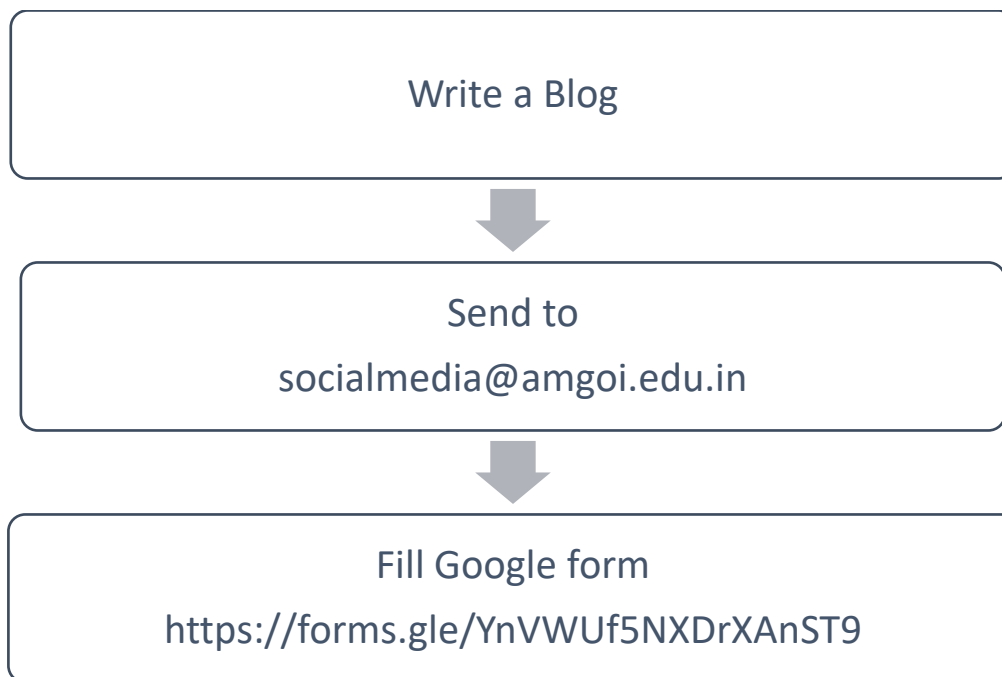 Write a Blog
Send to
socialmedia@amgoi.edu.in
Fill Google form
https://forms.gle/YnVWUf5NXDrXAnST9